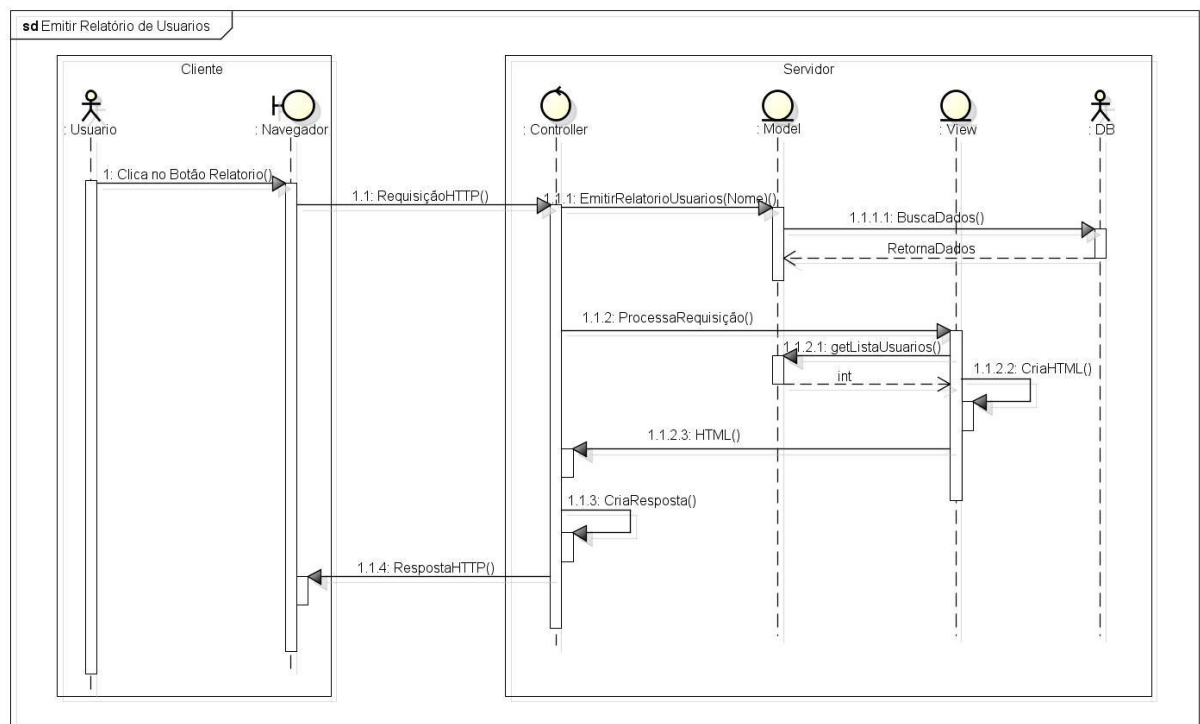 sd Emitir Relatório de Usuarios
Cliente
Servidor
: Usuario
: Navegador
: Controller
: Model
: View
: DB
1: Clica no Botão Relatorio()
1.1: RequisiçãoHTTP()
1.1.1: EmitirRelatorioUsuarios(Nome)()
1.1.1.1: BuscaDados()
RetornaDados
1.1.2: ProcessaRequisição()
1.1.2.1: getListaUsuarios()
1.1.2.2: CriaHTML()
int
1.1.2.3: HTML()
1.1.3: CriaResposta()
1.1.4: RespostaHTTP()